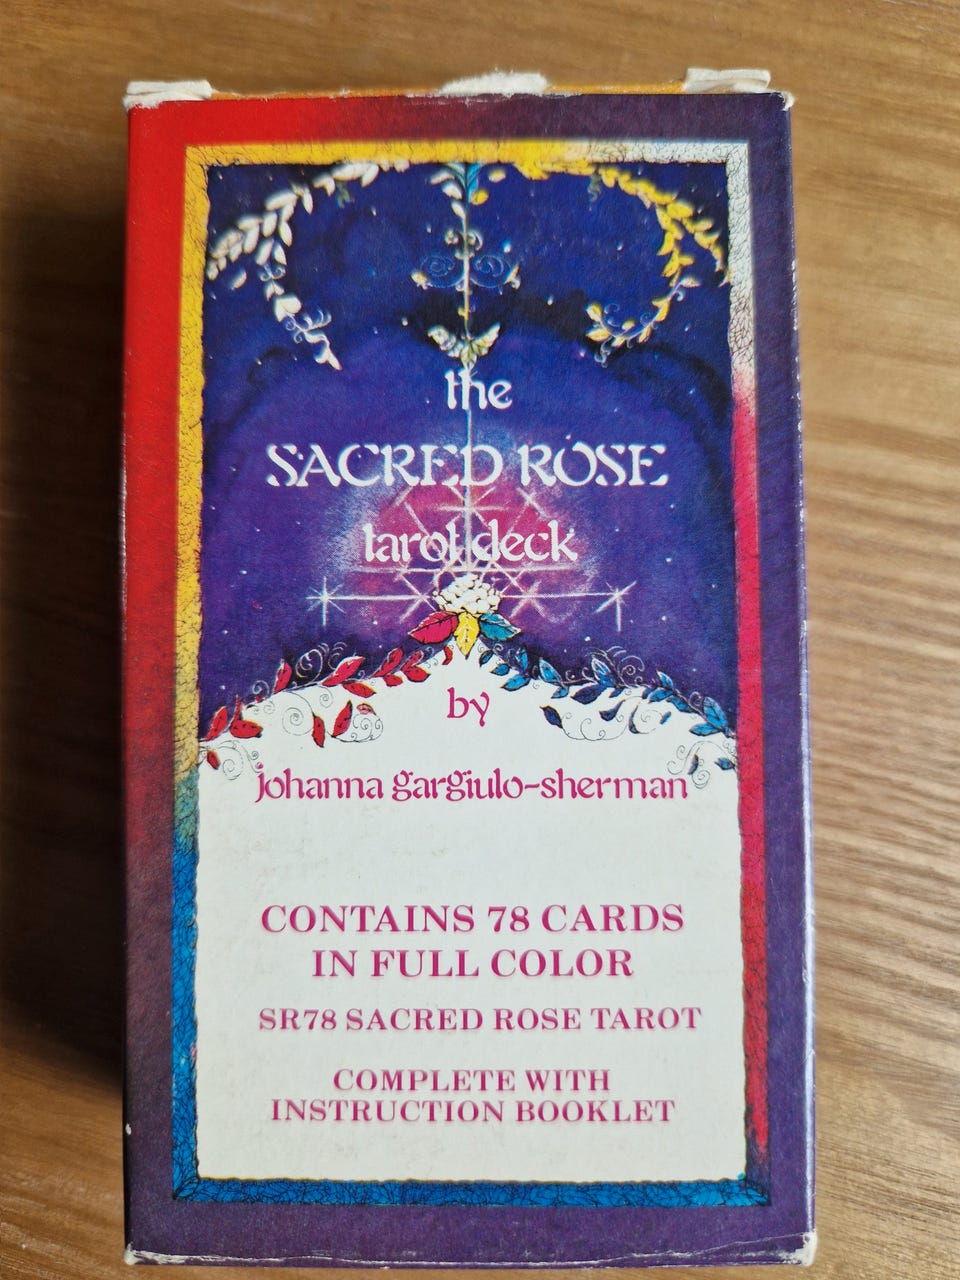 the
SACRED ROSE
tarot deck
by
johanna gargiulo-sherman
CONTAINS 78 CARDS
IN FULL COLOR
SR78 SACRED ROSE TAROT
COMPLETE WITH
INSTRUCTION BOOKLET